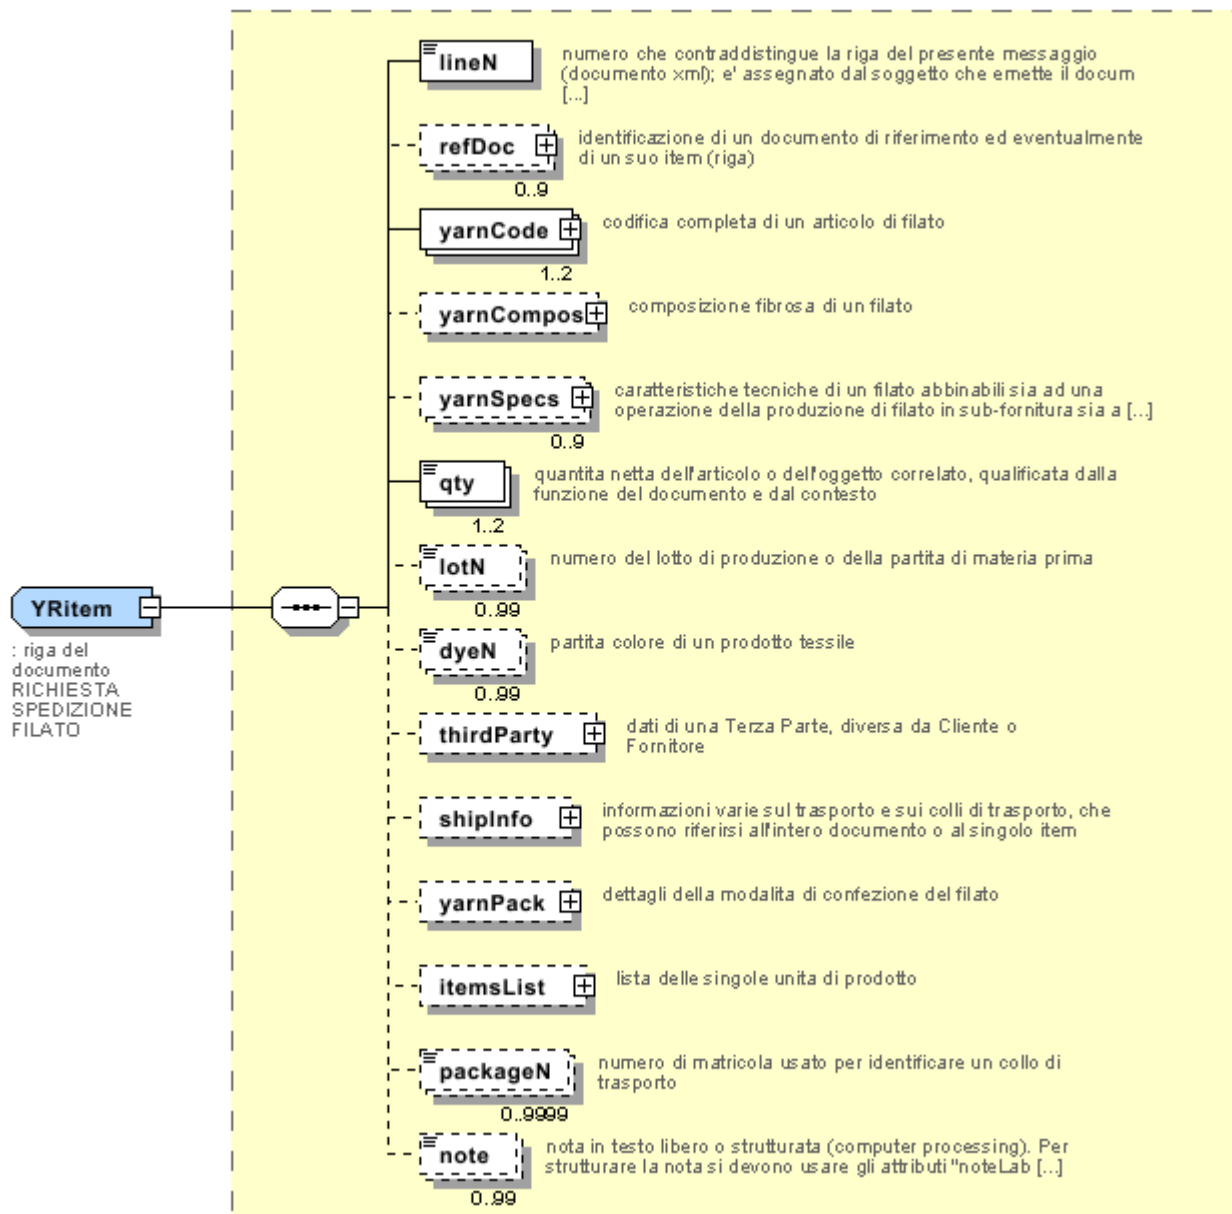 lineN
numero che contraddistingue la riga del presente messaggio
(documento xml); e' assegnato dal soggetto che emette il docum
[...]
refDoc
identificazione di un documento di riferimento ed eventualmente
di un suo item (riga)
0..9
yarnCode
codifica completa di un articolo di filato
1..2
yarnCompos
composizione fibrosa di un filato
yarnSpecs
caratteristiche tecniche di un filato abbinabili sia ad una
operazione della produzione di filato in sub-fornitura sia a [...]
0..9
qty
quantita netta dell'articolo o dell'oggetto correlato, qualificata dalla
funzione del documento e dal contesto
1..2
lotN
numero del lotto di produzione o della partita di materia prima
0..99
YRitem
: riga del
documento
RICHIESTA
SPEDIZIONE
FILATO
dyeN
partita colore di un prodotto tessile
0..99
thirdParty
dati di una Terza Parte, diversa da Cliente o
Fornitore
shipInfo
informazioni varie sul trasporto e sui colli di trasporto, che
possono riferirsi all'intero documento o al singolo item
yarnPack
dettagli della modalita di confezione del filato
itemsList
lista delle singole unita di prodotto
packageN
numero di matricola usato per identificare un collo di
trasporto
0..9999
note
nota in testo libero o strutturata (computer processing). Per
strutturare la nota si devono usare gli attributi "noteLab [...]
0..99